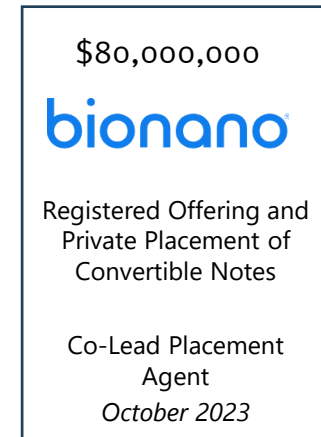 $80,000,000
bionano®
Registered Offering and
Private Placement of
Convertible Notes
Co-Lead Placement
Agent
October 2023